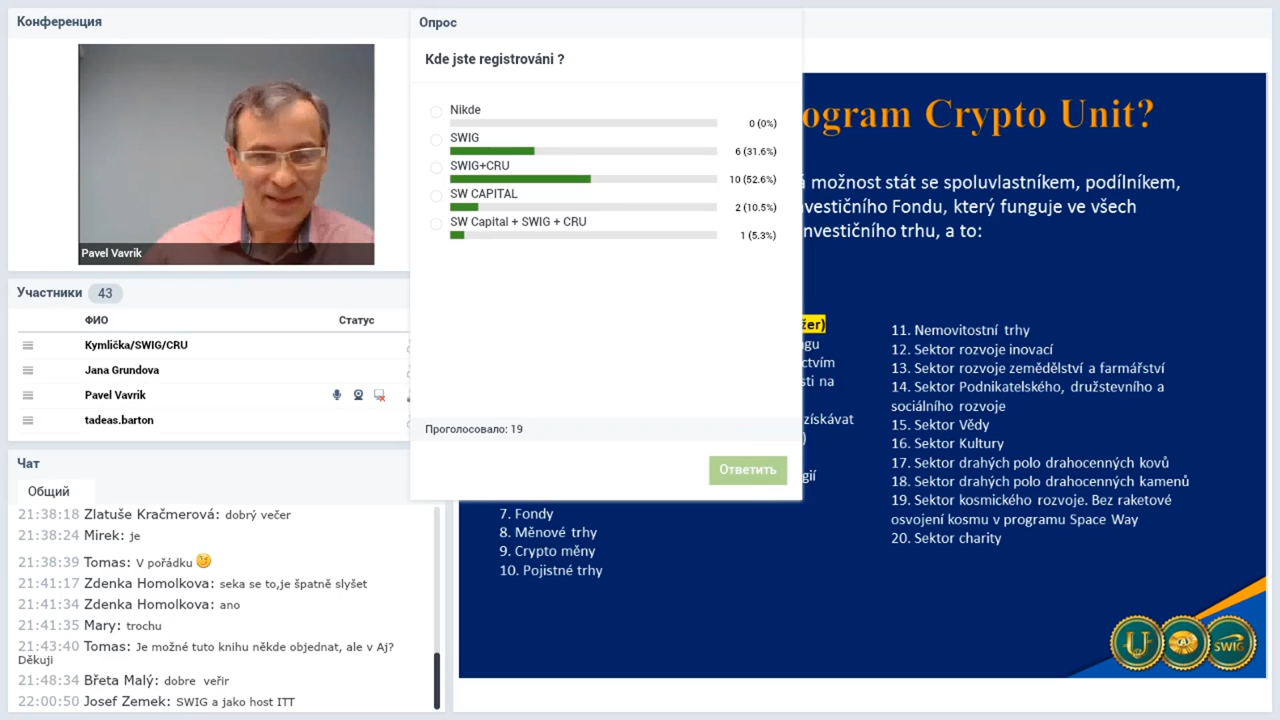 Конференция
Pavel Vavrik
Участники 43
ФИО Статус
Kymlička/SWIG/CRU
Jana Grundova
Pavel Vavrik
tadeas.barton
Чат
Общий
21:38:18 Zlatuše Kračmerová: dobrý večer
21:38:24 Mirek: je
21:38:39 Tomas: V pořádku
21:41:17 Zdenka Homolkova: seka se to,je špatně slyšet
21:41:34 Zdenka Homolkova: ano
21:41:35 Mary: trochu
21:43:40 Tomas: Je možné tuto knihu někde objednat, ale v Aj?
Děkuji
21:48:34 Břeta Malý: dobre veřir
22:00:50 Josef Zemek: SWIG a jako host ITT
Опрос
Kde jste registrováni ?
Nikde
0 (0%)
SWIG
6 (31.6%)
SWIG+CRU
10 (52.6%)
SW CAPITAL
2 (10.5%)
SW Capital + SWIG + CRU
1 (5.3%)
Проголосовало: 19
Ответить
ogram Crypto Unit?
možnost stát se spoluvlastníkem, podílníkem,
vestičního Fondu, který funguje ve všech
nvestičního trhu, a to:
žer)
gu
ctvím
sti na
získávat
)
gií
7. Fondy
8. Měnové trhy
9. Crypto měny
10. Pojistné trhy
11. Nemovitostní trhy
12. Sektor rozvoje inovací
13. Sektor rozvoje zemědělství a farmářství
14. Sektor Podnikatelského, družstevního a
sociálního rozvoje
15. Sektor Vědy
16. Sektor Kultury
17. Sektor drahých polo drahocenných kovů
18. Sektor drahých polo drahocenných kamenů
19. Sektor kosmického rozvoje. Bez raketové
osvojení kosmu v programu Space Way
20. Sektor charity
SWIG